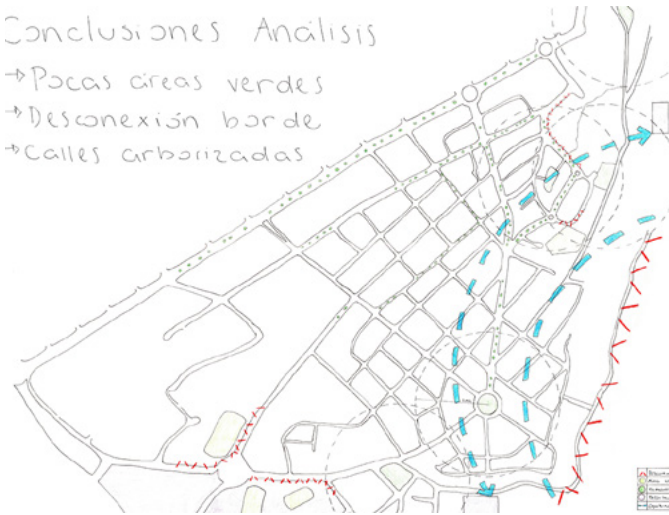 Conclusiones Análisis
→ Pocas áreas verdes
→ Desconexión borde
→ Calles arborizadas